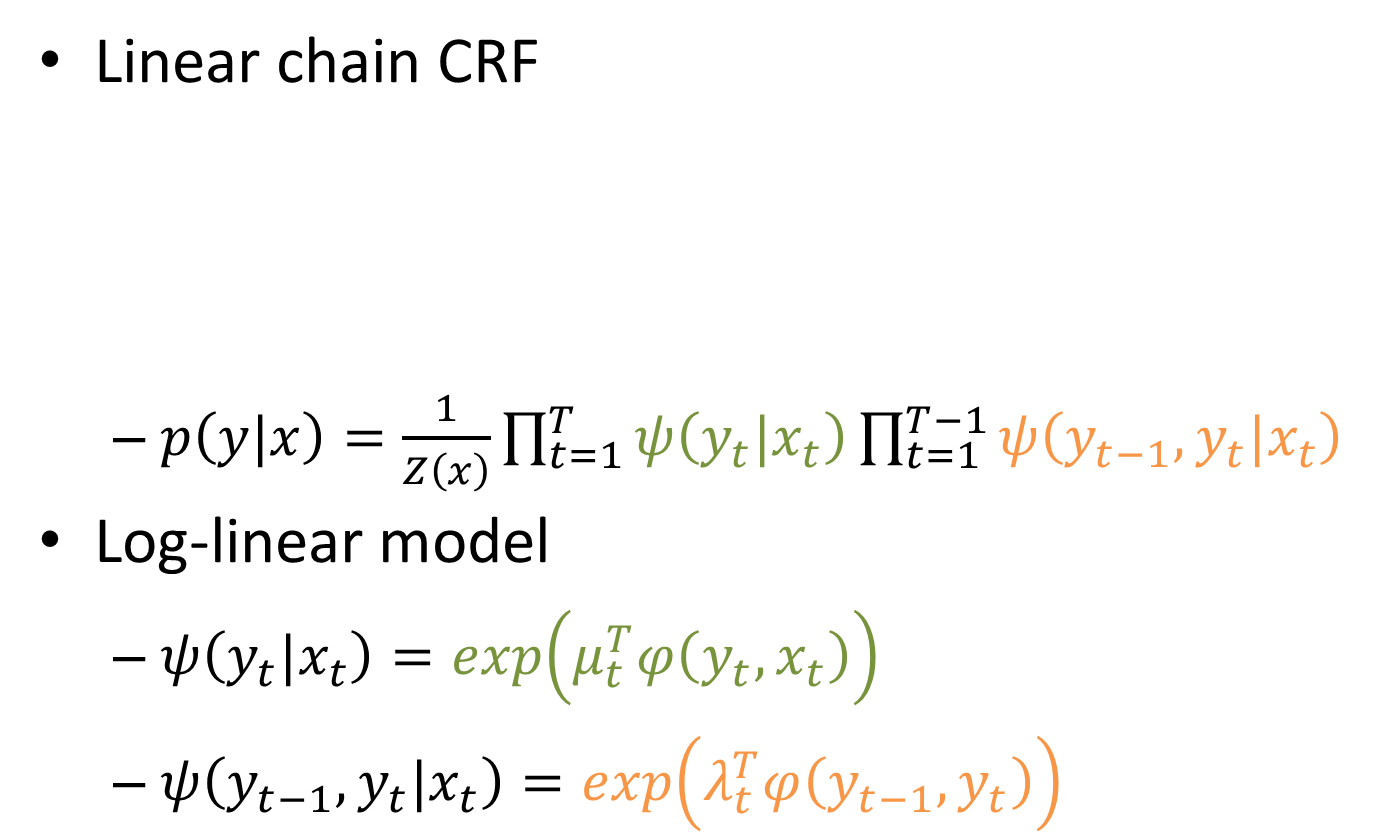 • Linear chain CRF
– p(y|x) = \frac{1}{Z(x)} ∏_{t=1}^{T} ψ(y_t|x_t) ∏_{t=1}^{T−1} ψ(y_{t−1}, y_t|x_t)
• Log-linear model
– ψ(y_t|x_t) = exp(μ_t^T φ(y_t, x_t))
– ψ(y_{t−1}, y_t|x_t) = exp(λ_t^T φ(y_{t−1}, y_t))